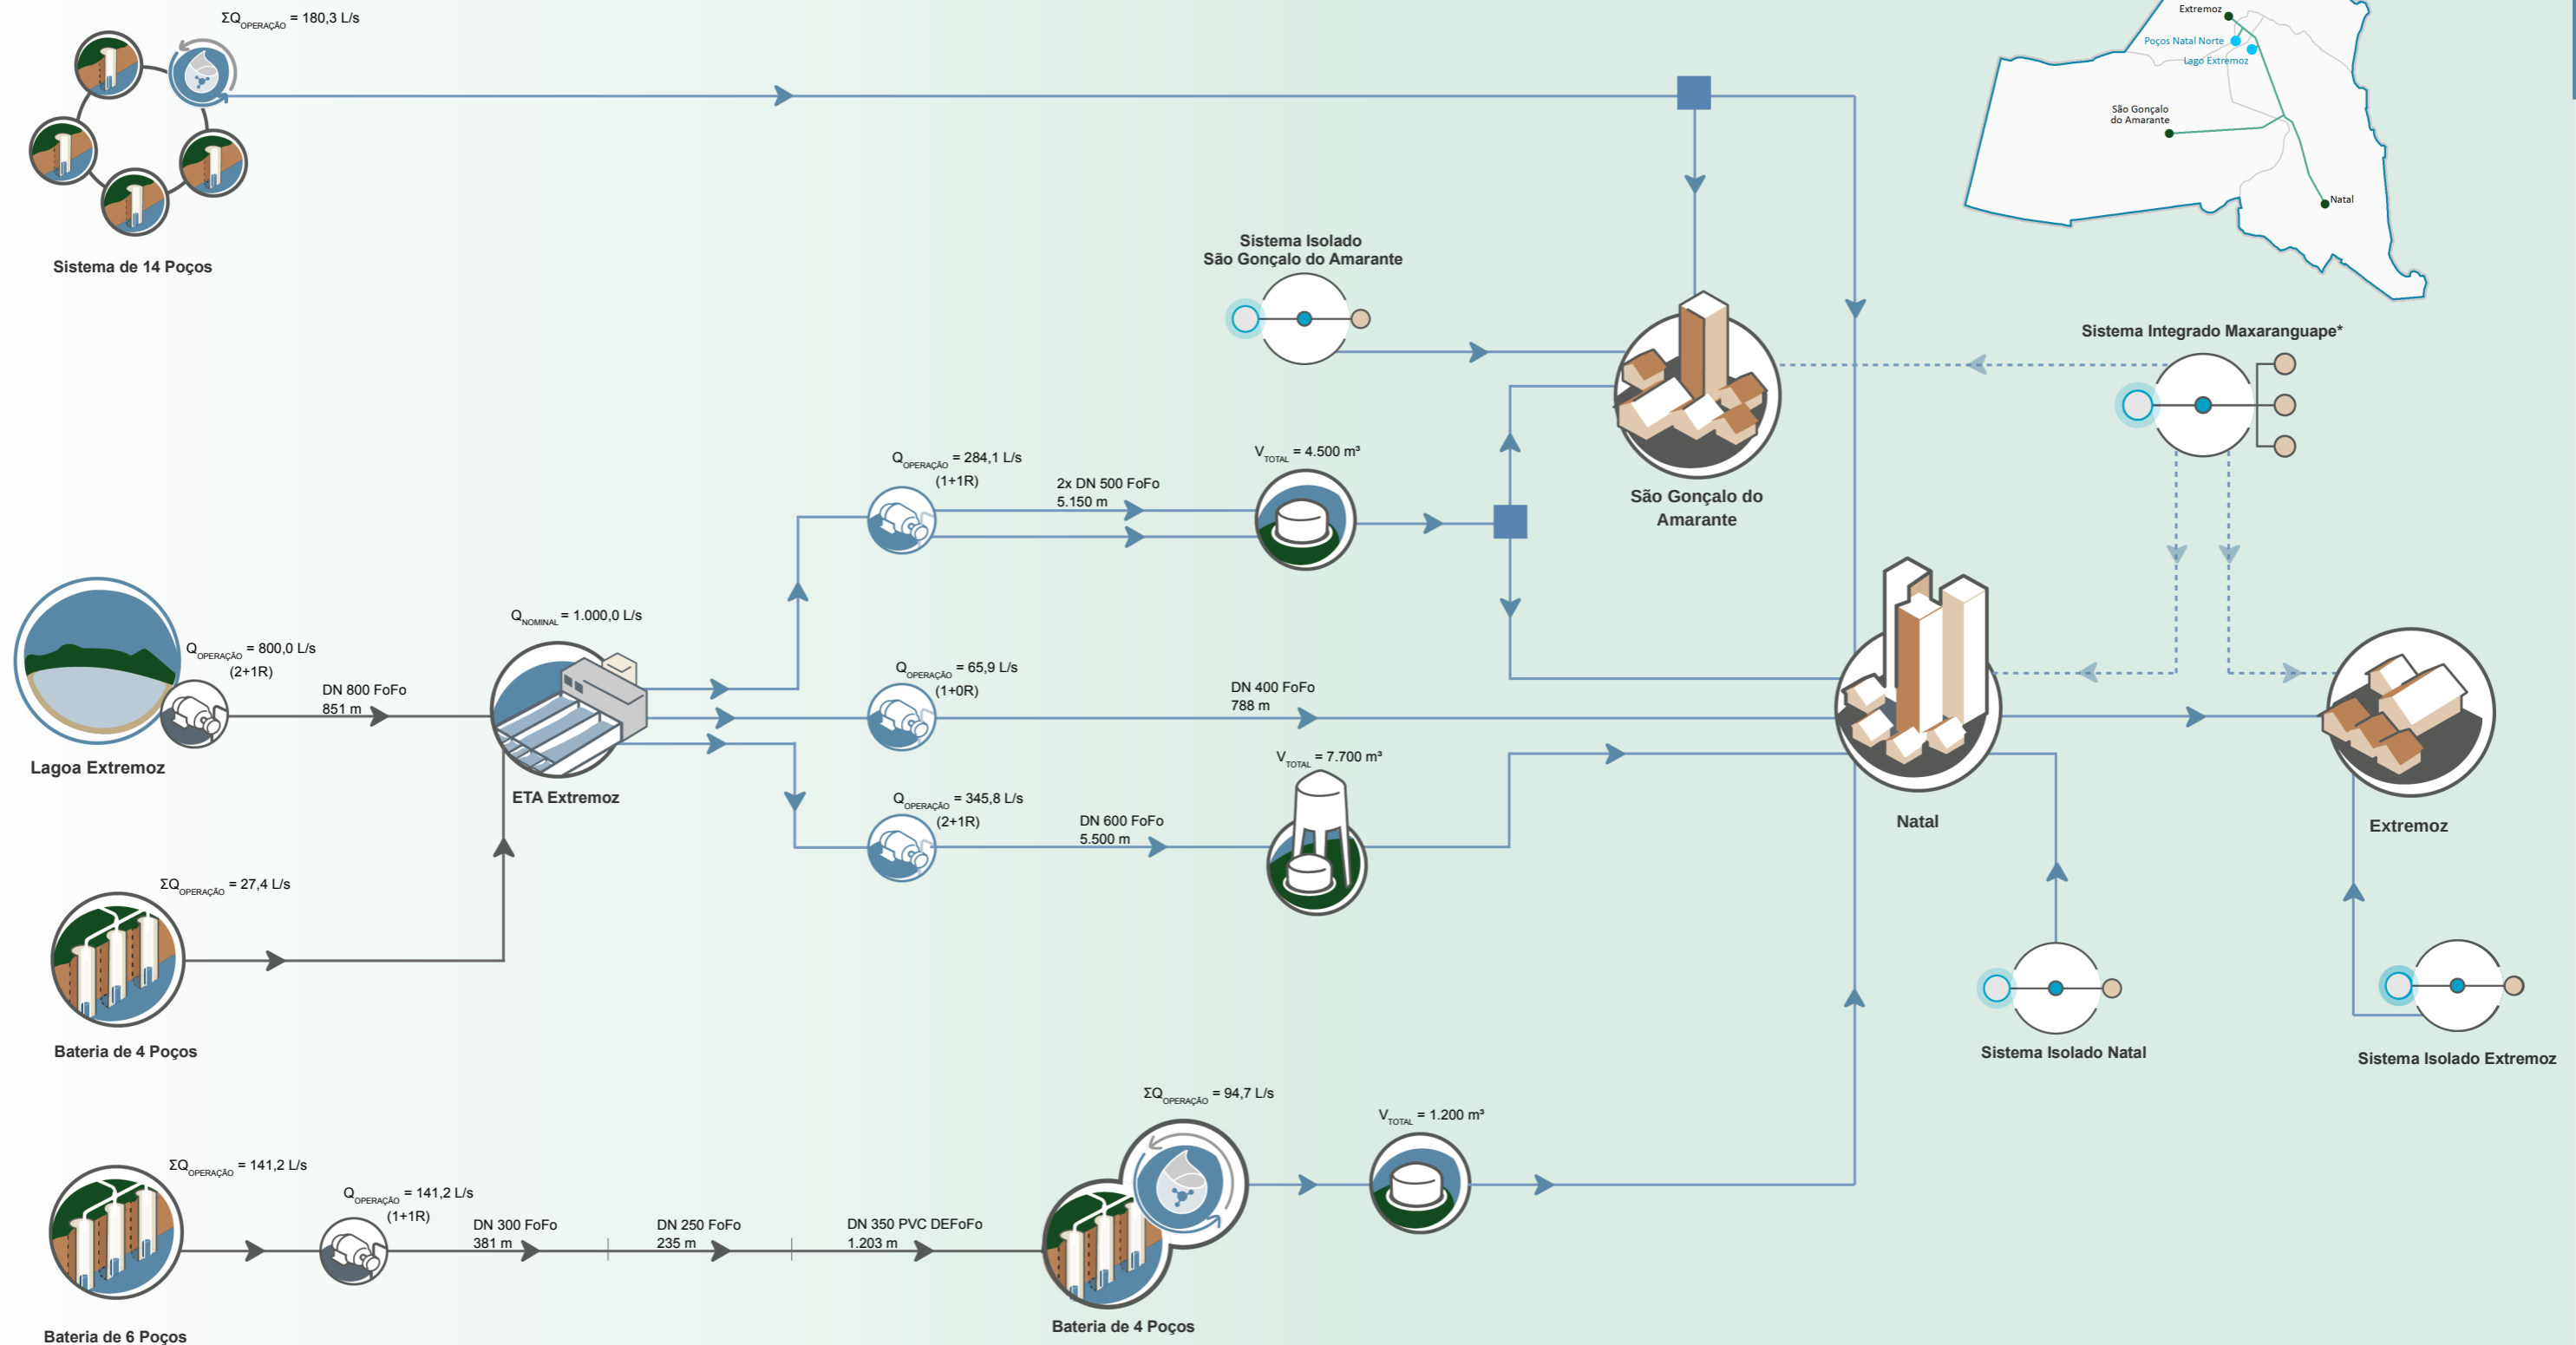 ΣQOPERAÇÃO = 180,3 L/s
Sistema de 14 Poços
Extremoz
Poços Natal Norte
Lago Extremoz
São Gonçalo
do Amarante
Natal
Sistema Isolado
São Gonçalo do Amarante
Sistema Integrado Maxaranguape*
QOPERAÇÃO = 284,1 L/s
(1+1R)
2x DN 500 FoFo
5.150 m
VTOTAL = 4.500 m³
São Gonçalo do
Amarante
QOPERAÇÃO = 800,0 L/s
(2+1R)
DN 800 FoFo
851 m
Lagoa Extremoz
QNOMINAL = 1.000,0 L/s
ETA Extremoz
QOPERAÇÃO = 65,9 L/s
(1+0R)
DN 400 FoFo
788 m
QOPERAÇÃO = 345,8 L/s
(2+1R)
DN 600 FoFo
5.500 m
VTOTAL = 7.700 m³
Natal
Extremoz
ΣQOPERAÇÃO = 27,4 L/s
Bateria de 4 Poços
Sistema Isolado Natal
Sistema Isolado Extremoz
ΣQOPERAÇÃO = 141,2 L/s
Bateria de 6 Poços
QOPERAÇÃO = 141,2 L/s
(1+1R)
DN 300 FoFo
381 m
DN 250 FoFo
235 m
DN 350 PVC DEFoFo
1.203 m
ΣQOPERAÇÃO = 94,7 L/s
Bateria de 4 Poços
VTOTAL = 1.200 m³